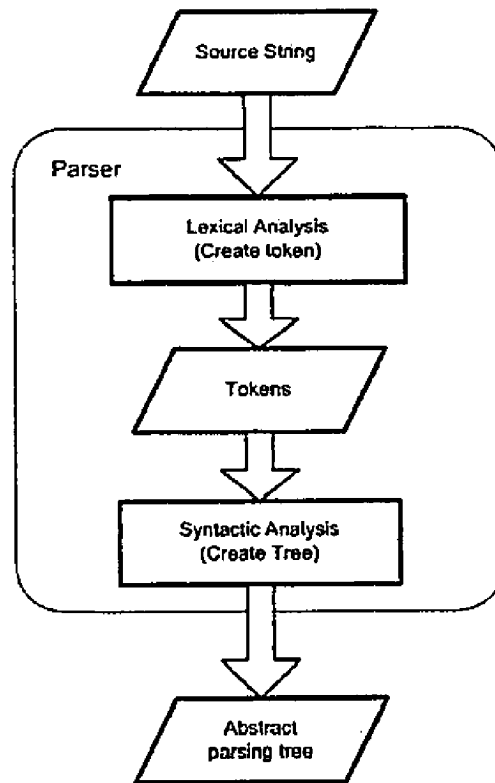 Source String
Parser
Lexical Analysis
(Create token)
Tokens
Syntactic Analysis
(Create Tree)
Abstract
parsing tree